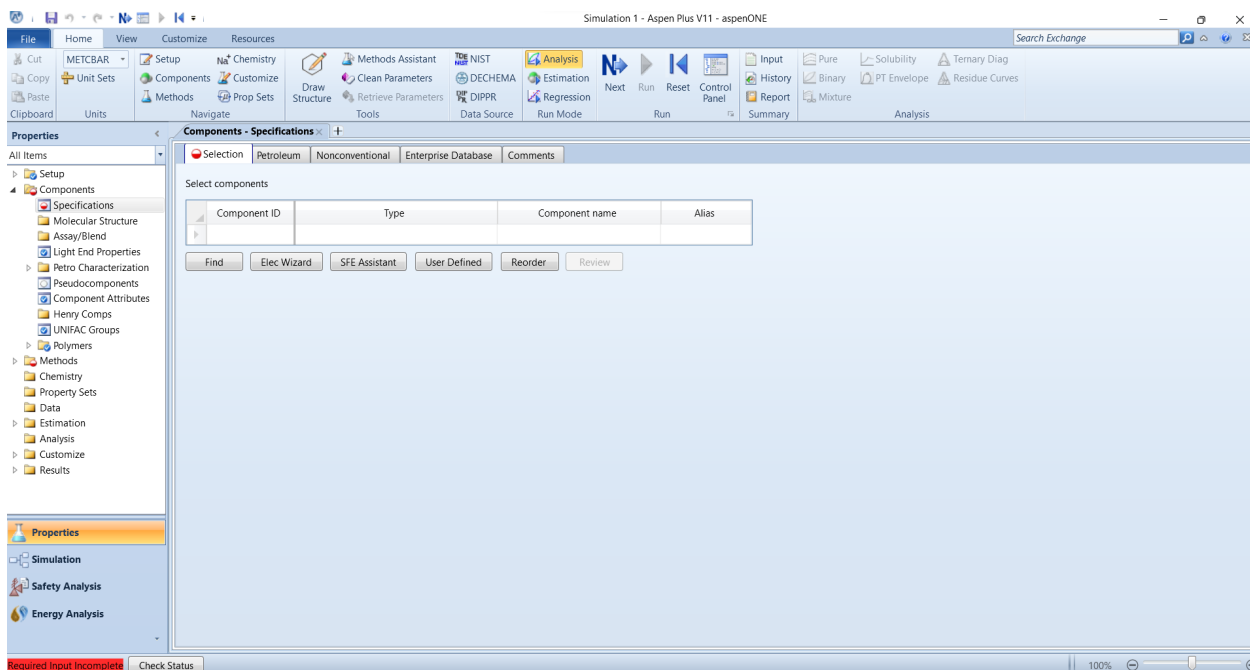 Simulation 1 - Aspen Plus V11 - aspenONE
File Home View Customize Resources Search Exchange
Cut METCBAR Setup Na+ Chemistry Methods Assistant NIST Analysis Input Pure Solubility Ternary Diag
Copy Unit Sets Components Customize Draw Structure Clean Parameters DECHEMA Estimation Next Run Reset Control Panel History Binary PT Envelope Residue Curves
Paste Methods Prop Sets Retrieve Parameters DIPPR Regression Report Mixture
Clipboard Units Navigate Tools Data Source Run Mode Run Summary Analysis
Properties Components - Specifications
All Items
Selection Petroleum Nonconventional Enterprise Database Comments
Select components
Component ID Type Component name Alias
Find Elec Wizard SFE Assistant User Defined Reorder Review
Setup
Components
Specifications
Molecular Structure
Assay/Blend
Light End Properties
Petro Characterization
Pseudocomponents
Component Attributes
Henry Comps
UNIFAC Groups
Polymers
Methods
Chemistry
Property Sets
Data
Estimation
Analysis
Customize
Results
Properties
Simulation
Safety Analysis
Energy Analysis
Required Input Incomplete Check Status 100%